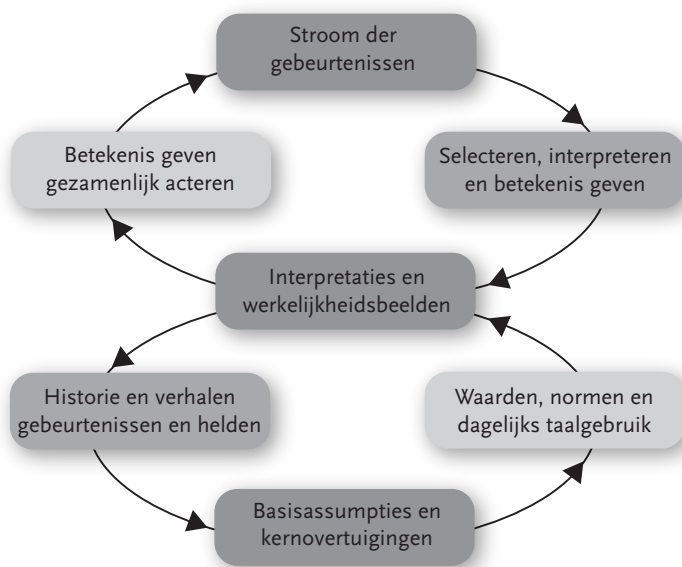 Stroom der
gebeurtenissen
Betekenis geven
gezamenlijk acteren
Selecteren, interpreteren
en betekenis geven
Interpretaties en
werkelijkheidsbeelden
Historie en verhalen
gebeurtenissen en helden
Waarden, normen en
dagelijks taalgebruik
Basisassumpties en
kernovertuigingen